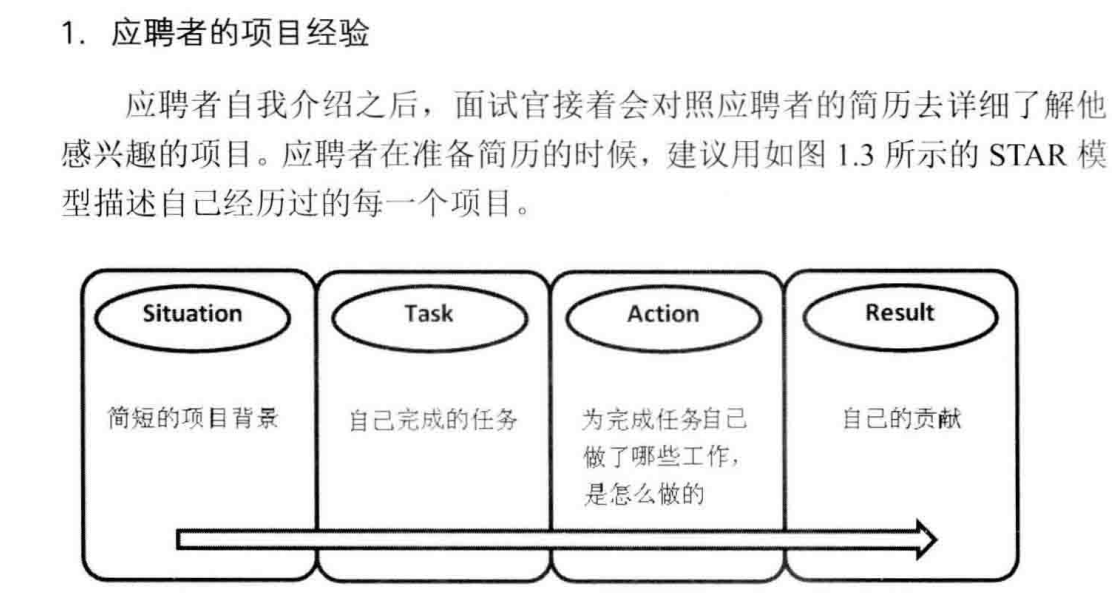 1. 应聘者的项目经验
应聘者自我介绍之后，面试官接着会对照应聘者的简历去详细了解他
感兴趣的项目。应聘者在准备简历的时候，建议用如图 1.3 所示的 STAR 模
型描述自己经历过的每一个项目。
Situation
简短的项目背景
Task
自己完成的任务
Action
为完成任务自己
做了哪些工作，
是怎么做的
Result
自己的贡献